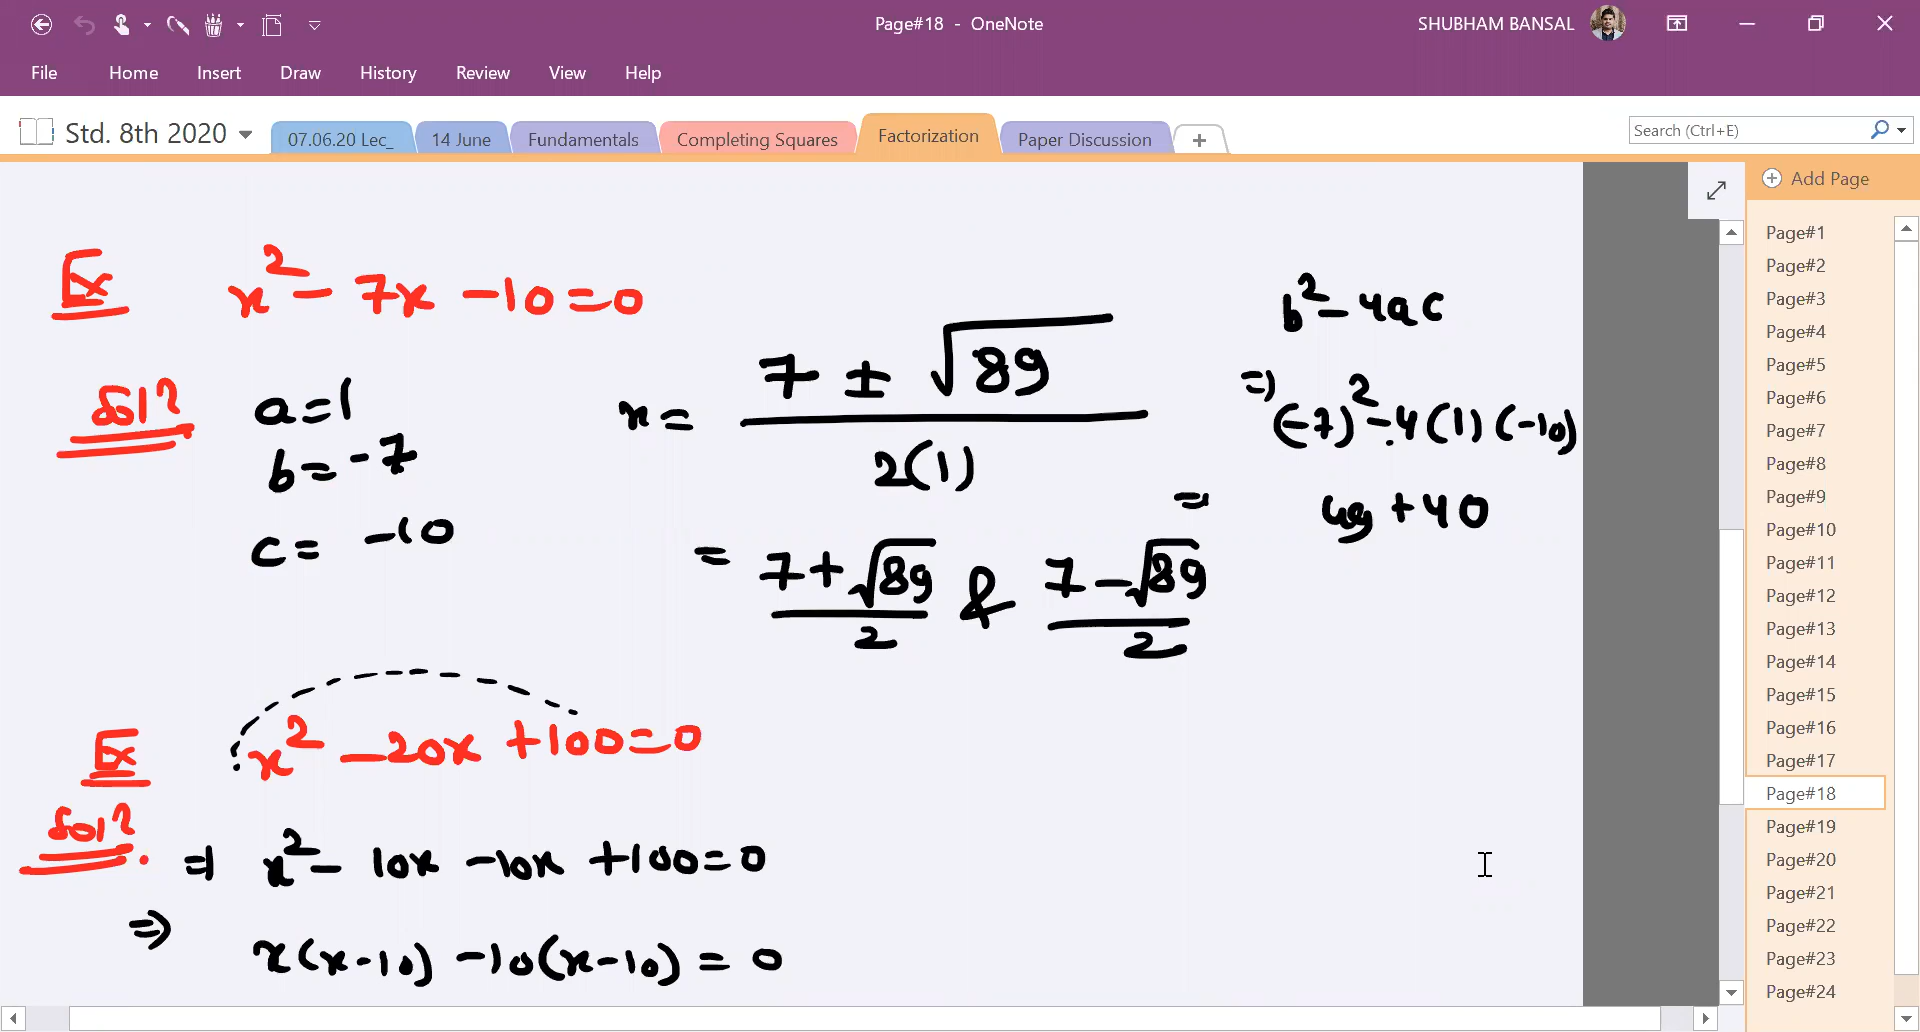 Page#18 - OneNote
SHUBHAM BANSAL
File Home Insert Draw History Review View Help
Std. 8th 2020
07.06.20 Lec_
14 June
Fundamentals
Completing Squares
Factorization
Paper Discussion
Search (Ctrl+E)
Ex x² - 7x - 10 = 0
Sol?
a = 1
b = -7
c = -10
x = (7 ± √89) / 2(1)
= (7 + √89) / 2 & (7 - √89) / 2
b² - 4ac
⇒ (-7)² - 4(1)(-10)
= 49 + 40
Ex x² - 20x + 100 = 0
Sol?
⇒ x² - 10x - 10x + 100 = 0
⇒ x(x-10) - 10(x-10) = 0
Add Page
Page#1
Page#2
Page#3
Page#4
Page#5
Page#6
Page#7
Page#8
Page#9
Page#10
Page#11
Page#12
Page#13
Page#14
Page#15
Page#16
Page#17
Page#18
Page#19
Page#20
Page#21
Page#22
Page#23
Page#24